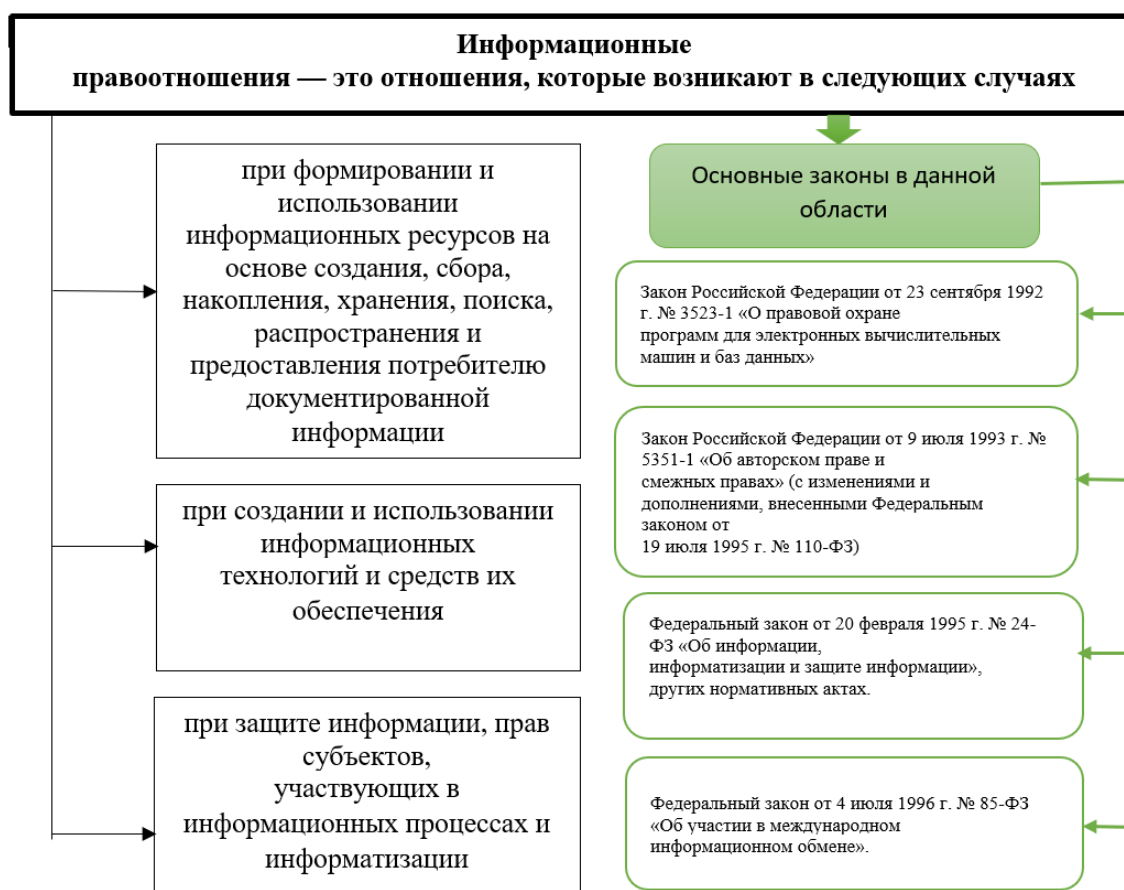 Информационные
правоотношения — это отношения, которые возникают в следующих случаях
при формировании и
использовании
информационных ресурсов на
основе создания, сбора,
накопления, хранения, поиска,
распространения и
предоставления потребителю
документированной
информации
при создании и использовании
информационных
технологий и средств их
обеспечения
при защите информации, прав
субъектов,
участвующих в
информационных процессах и
информатизации
Основные законы в данной
области
Закон Российской Федерации от 23 сентября 1992
г. № 3523-1 «О правовой охране
программ для электронных вычислительных
машин и баз данных»
Закон Российской Федерации от 9 июля 1993 г. №
5351-1 «Об авторском праве и
смежных правах» (с изменениями и
дополнениями, внесенными Федеральным
законом от
19 июля 1995 г. № 110-ФЗ)
Федеральный закон от 20 февраля 1995 г. № 24-
ФЗ «Об информации,
информатизации и защите информации»,
других нормативных актах.
Федеральный закон от 4 июля 1996 г. № 85-ФЗ
«Об участии в международном
информационном обмене».